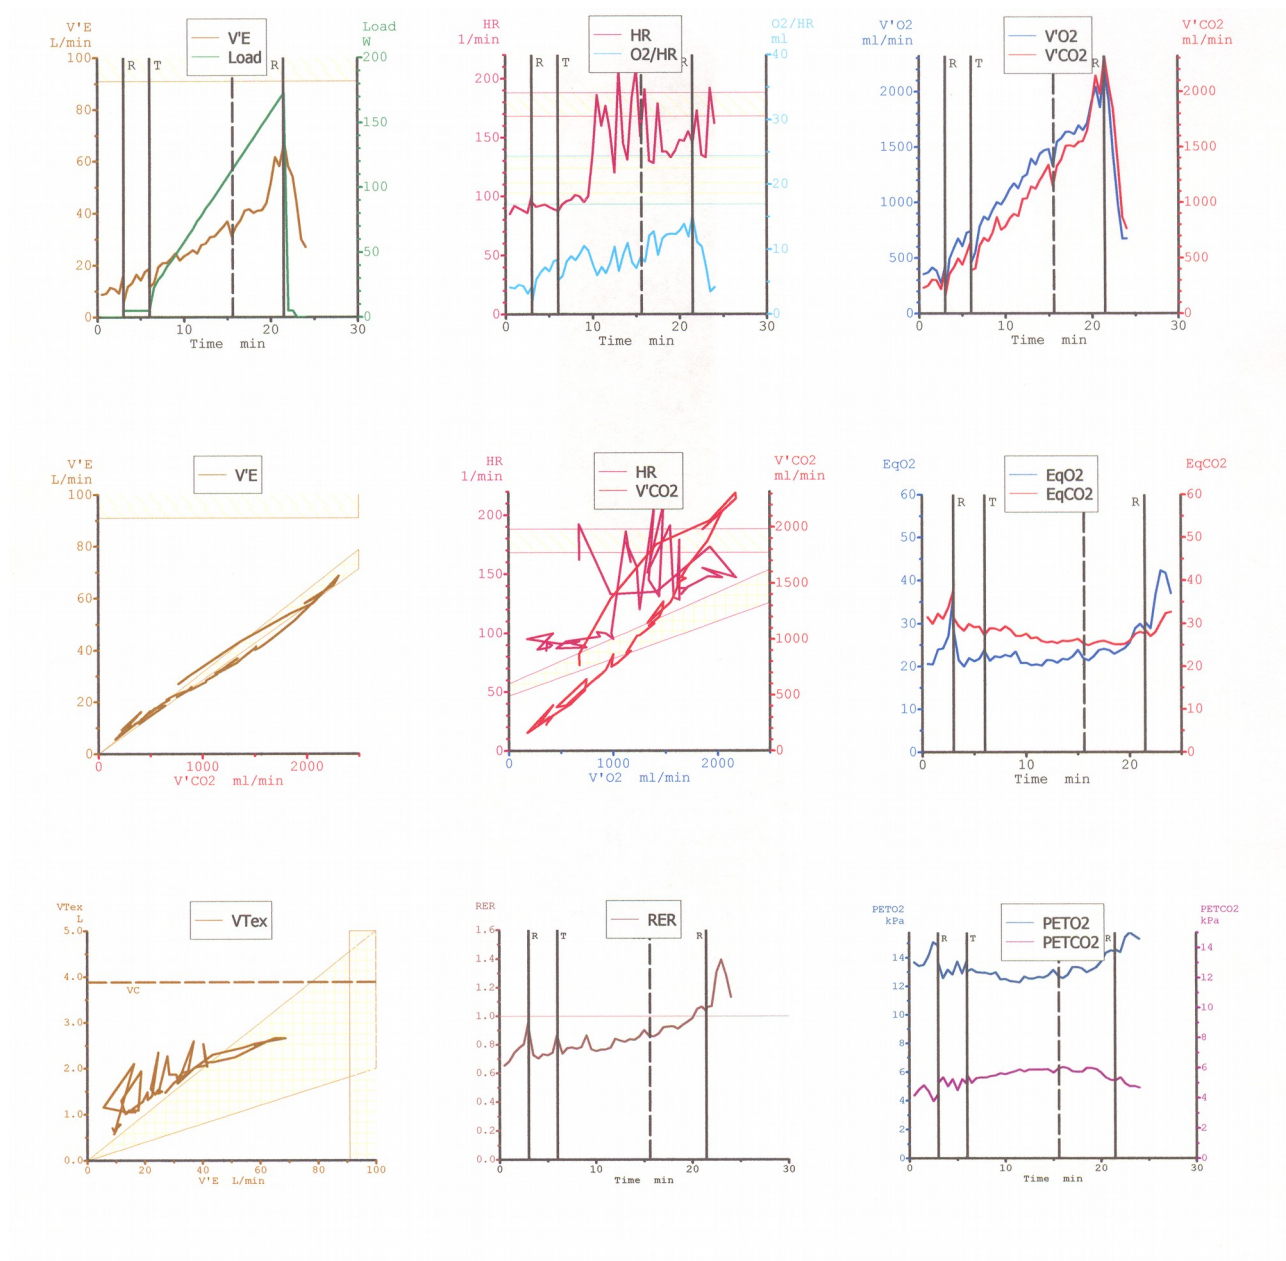 V'E
L/min
V'E
Load
Load
W
100
80
60
40
20
0
R
T
R
200
150
100
50
0
0
10
20
30
Time min
HR
1/min
HR
O2/HR
O2/HR
ml
200
150
100
50
0
R
T
R
40
30
20
10
0
0
10
20
30
Time min
V'O2
ml/min
V'O2
V'CO2
V'CO2
ml/min
2000
1500
1000
500
0
R
T
R
2000
1500
1000
500
0
0
10
20
30
Time min
V'E
L/min
V'E
100
80
60
40
20
0
0
1000
2000
V'CO2 ml/min
HR
1/min
HR
V'CO2
V'CO2
ml/min
200
150
100
50
0
2000
1500
1000
500
0
0
1000
2000
V'O2 ml/min
EqO2
EqO2
EqCO2
EqCO2
60
50
40
30
20
10
0
R
T
R
60
50
40
30
20
10
0
0
10
20
Time min
VTex
L
VTex
5.0
4.0
3.0
2.0
1.0
0.0
VC
0
20
40
60
80
100
V'E L/min
RER
RER
1.6
1.4
1.2
1.0
0.8
0.6
0.4
0.2
0.0
R
T
R
0
10
20
30
Time min
PETO2
kPa
PETO2
PETCO2
PETCO2
kPa
14
12
10
8
6
4
2
0
R
T
R
14
12
10
8
6
4
2
0
0
10
20
30
Time min